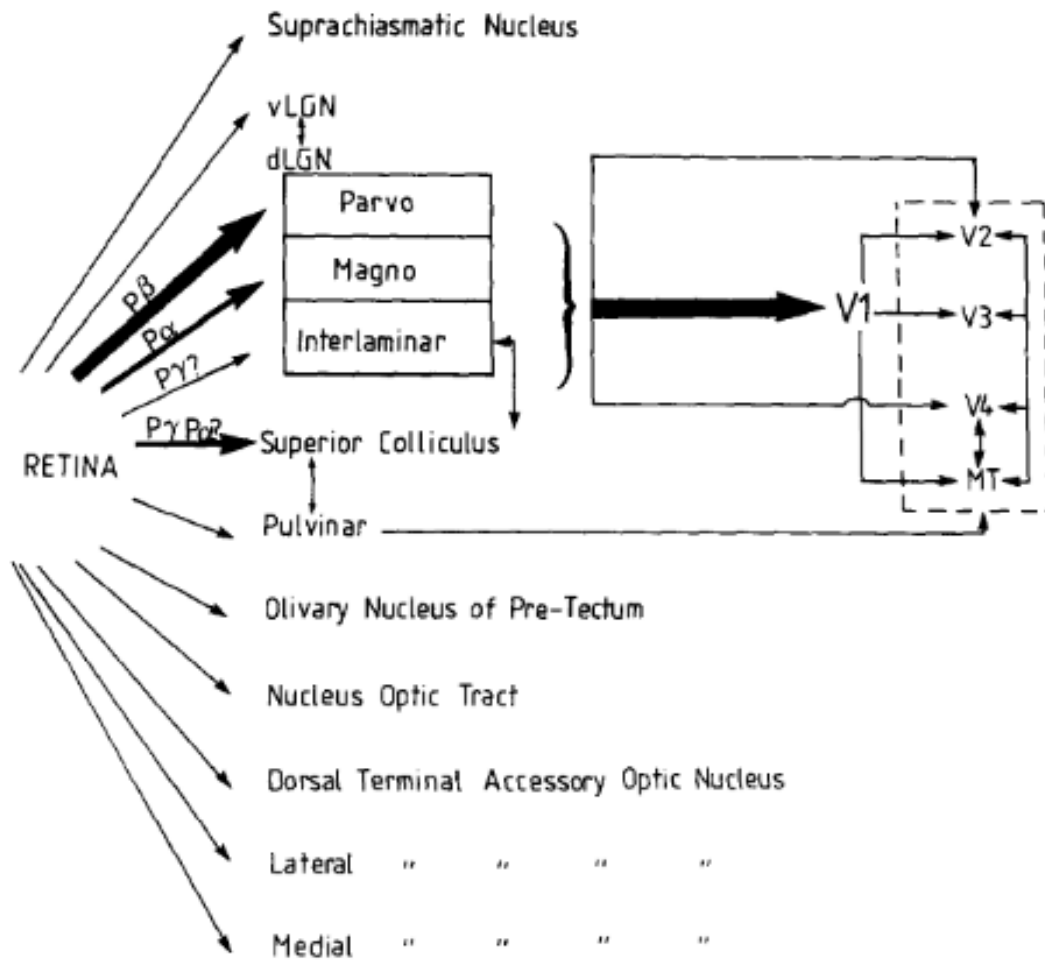 Suprachiasmatic Nucleus
vLGN
dLGN
Parvo
Magno
Interlaminar
Pβ
Pα
Pγ?
Pγ Pα?
RETINA
Superior Colliculus
Pulvinar
Olivary Nucleus of Pre-Tectum
Nucleus Optic Tract
Dorsal Terminal Accessory Optic Nucleus
Lateral " " " "
Medial " " " "
V1
V2
V3
V4
MT